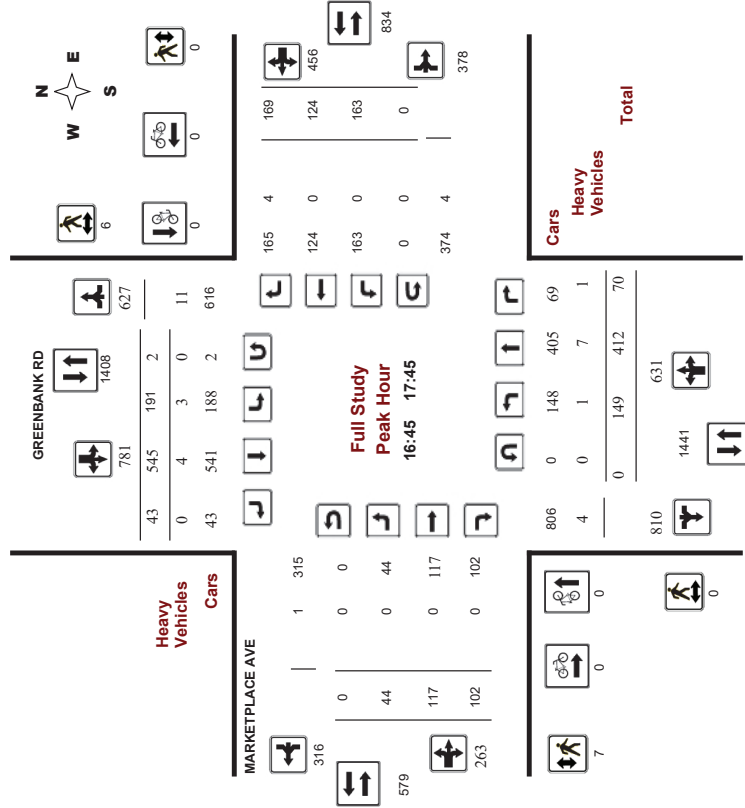 N
W E
S
0
6
0
0
834
456
378
GREENBANK RD
1408
781
627
43 545 191 2
0 4 3 0 11
43 541 188 2 616
Heavy
Vehicles
Cars
165 4 169
124 0 124
163 0 163
0 0 0
374 4
Full Study
Peak Hour
16:45 17:45
MARKETPLACE AVE
316 1 315
0 0 0
44 0 44
117 0 117
102 0 102
579
263
Cars
Heavy
Vehicles
Total
806 0 148 405 69
4 0 1 7 1
0 149 412 70
810
631
1441
0
0
7
0